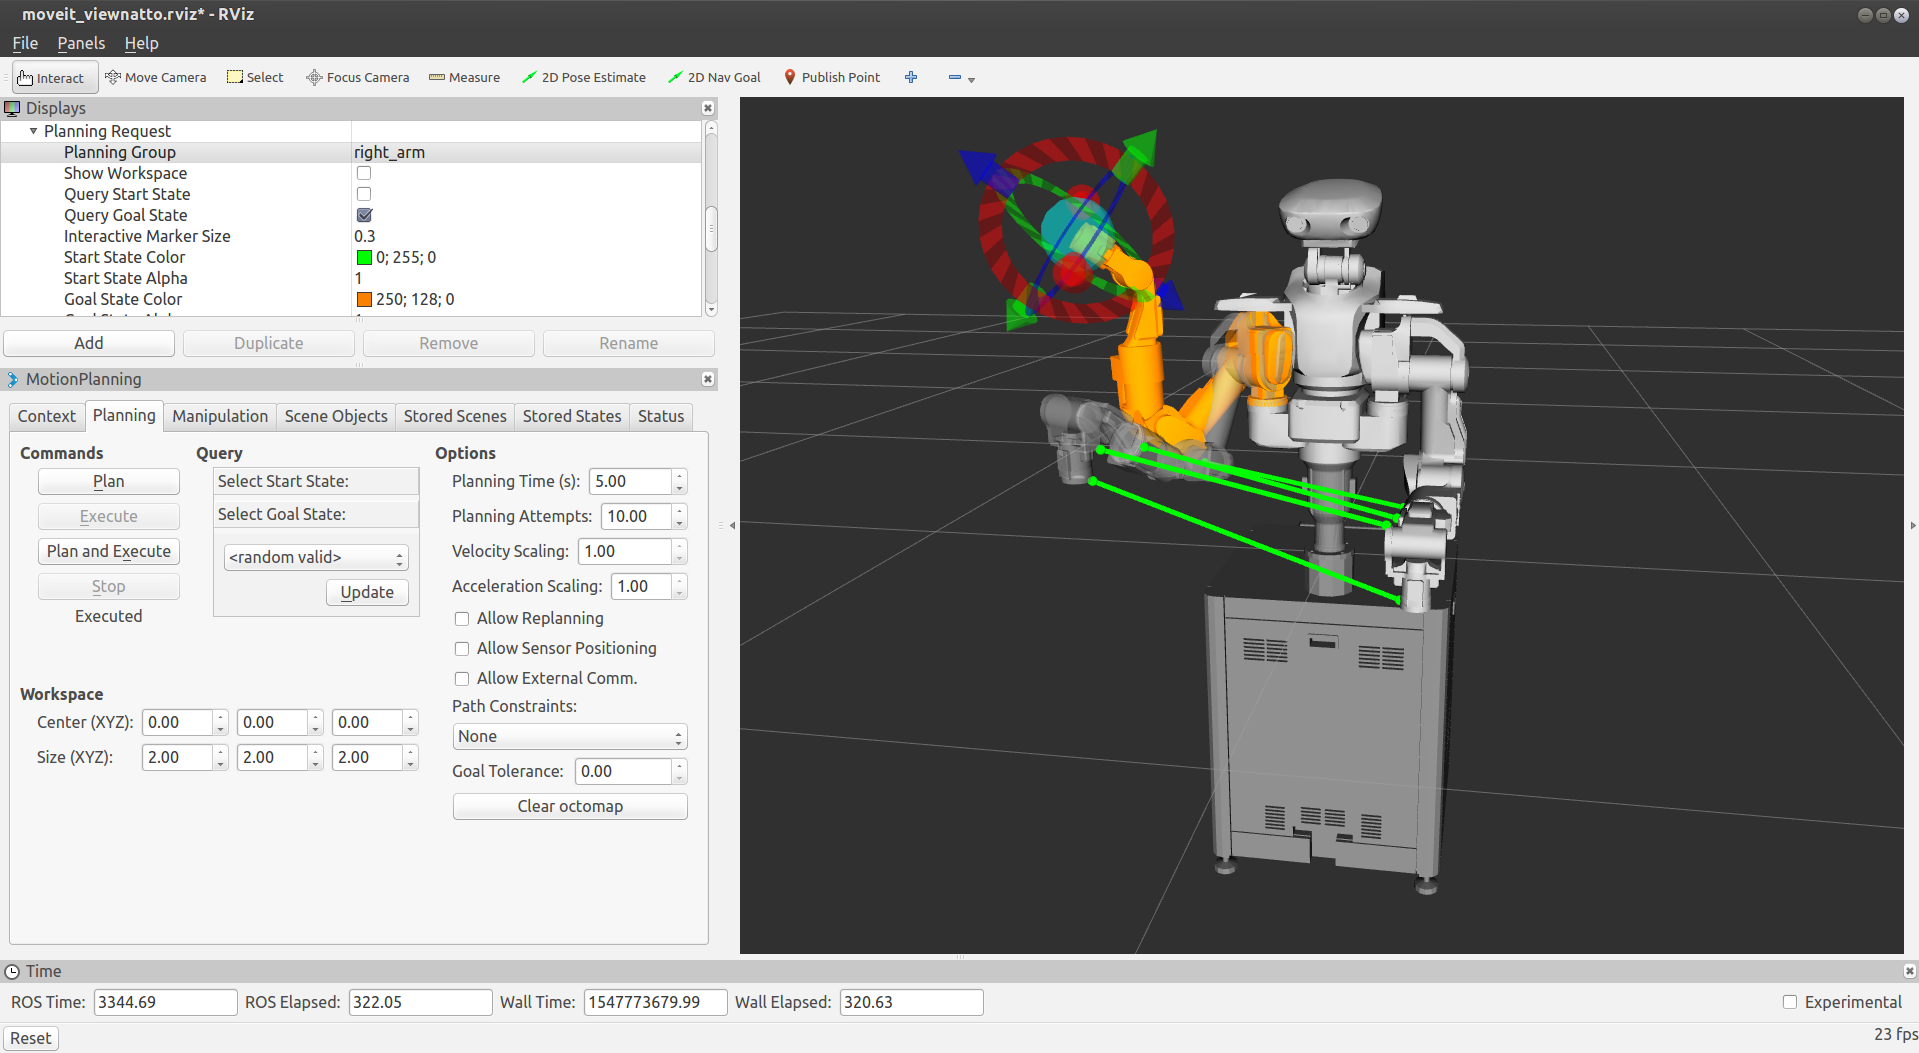 moveit_viewnatto.rviz* - RViz
File Panels Help
Interact Move Camera Select Focus Camera Measure 2D Pose Estimate 2D Nav Goal Publish Point
Displays
Planning Request
Planning Group right_arm
Show Workspace
Query Start State
Query Goal State
Interactive Marker Size 0.3
Start State Color 0; 255; 0
Start State Alpha 1
Goal State Color 250; 128; 0
Add Duplicate Remove Rename
MotionPlanning
Context Planning Manipulation Scene Objects Stored Scenes Stored States Status
Commands
Plan
Execute
Plan and Execute
Stop
Executed
Query
Select Start State:
Select Goal State:
<random valid>
Update
Options
Planning Time (s): 5.00
Planning Attempts: 10.00
Velocity Scaling: 1.00
Acceleration Scaling: 1.00
Allow Replanning
Allow Sensor Positioning
Allow External Comm.
Path Constraints:
None
Goal Tolerance: 0.00
Clear octomap
Workspace
Center (XYZ): 0.00 0.00 0.00
Size (XYZ): 2.00 2.00 2.00
Time
ROS Time: 3344.69 ROS Elapsed: 322.05 Wall Time: 1547773679.99 Wall Elapsed: 320.63 Experimental
Reset 23 fps